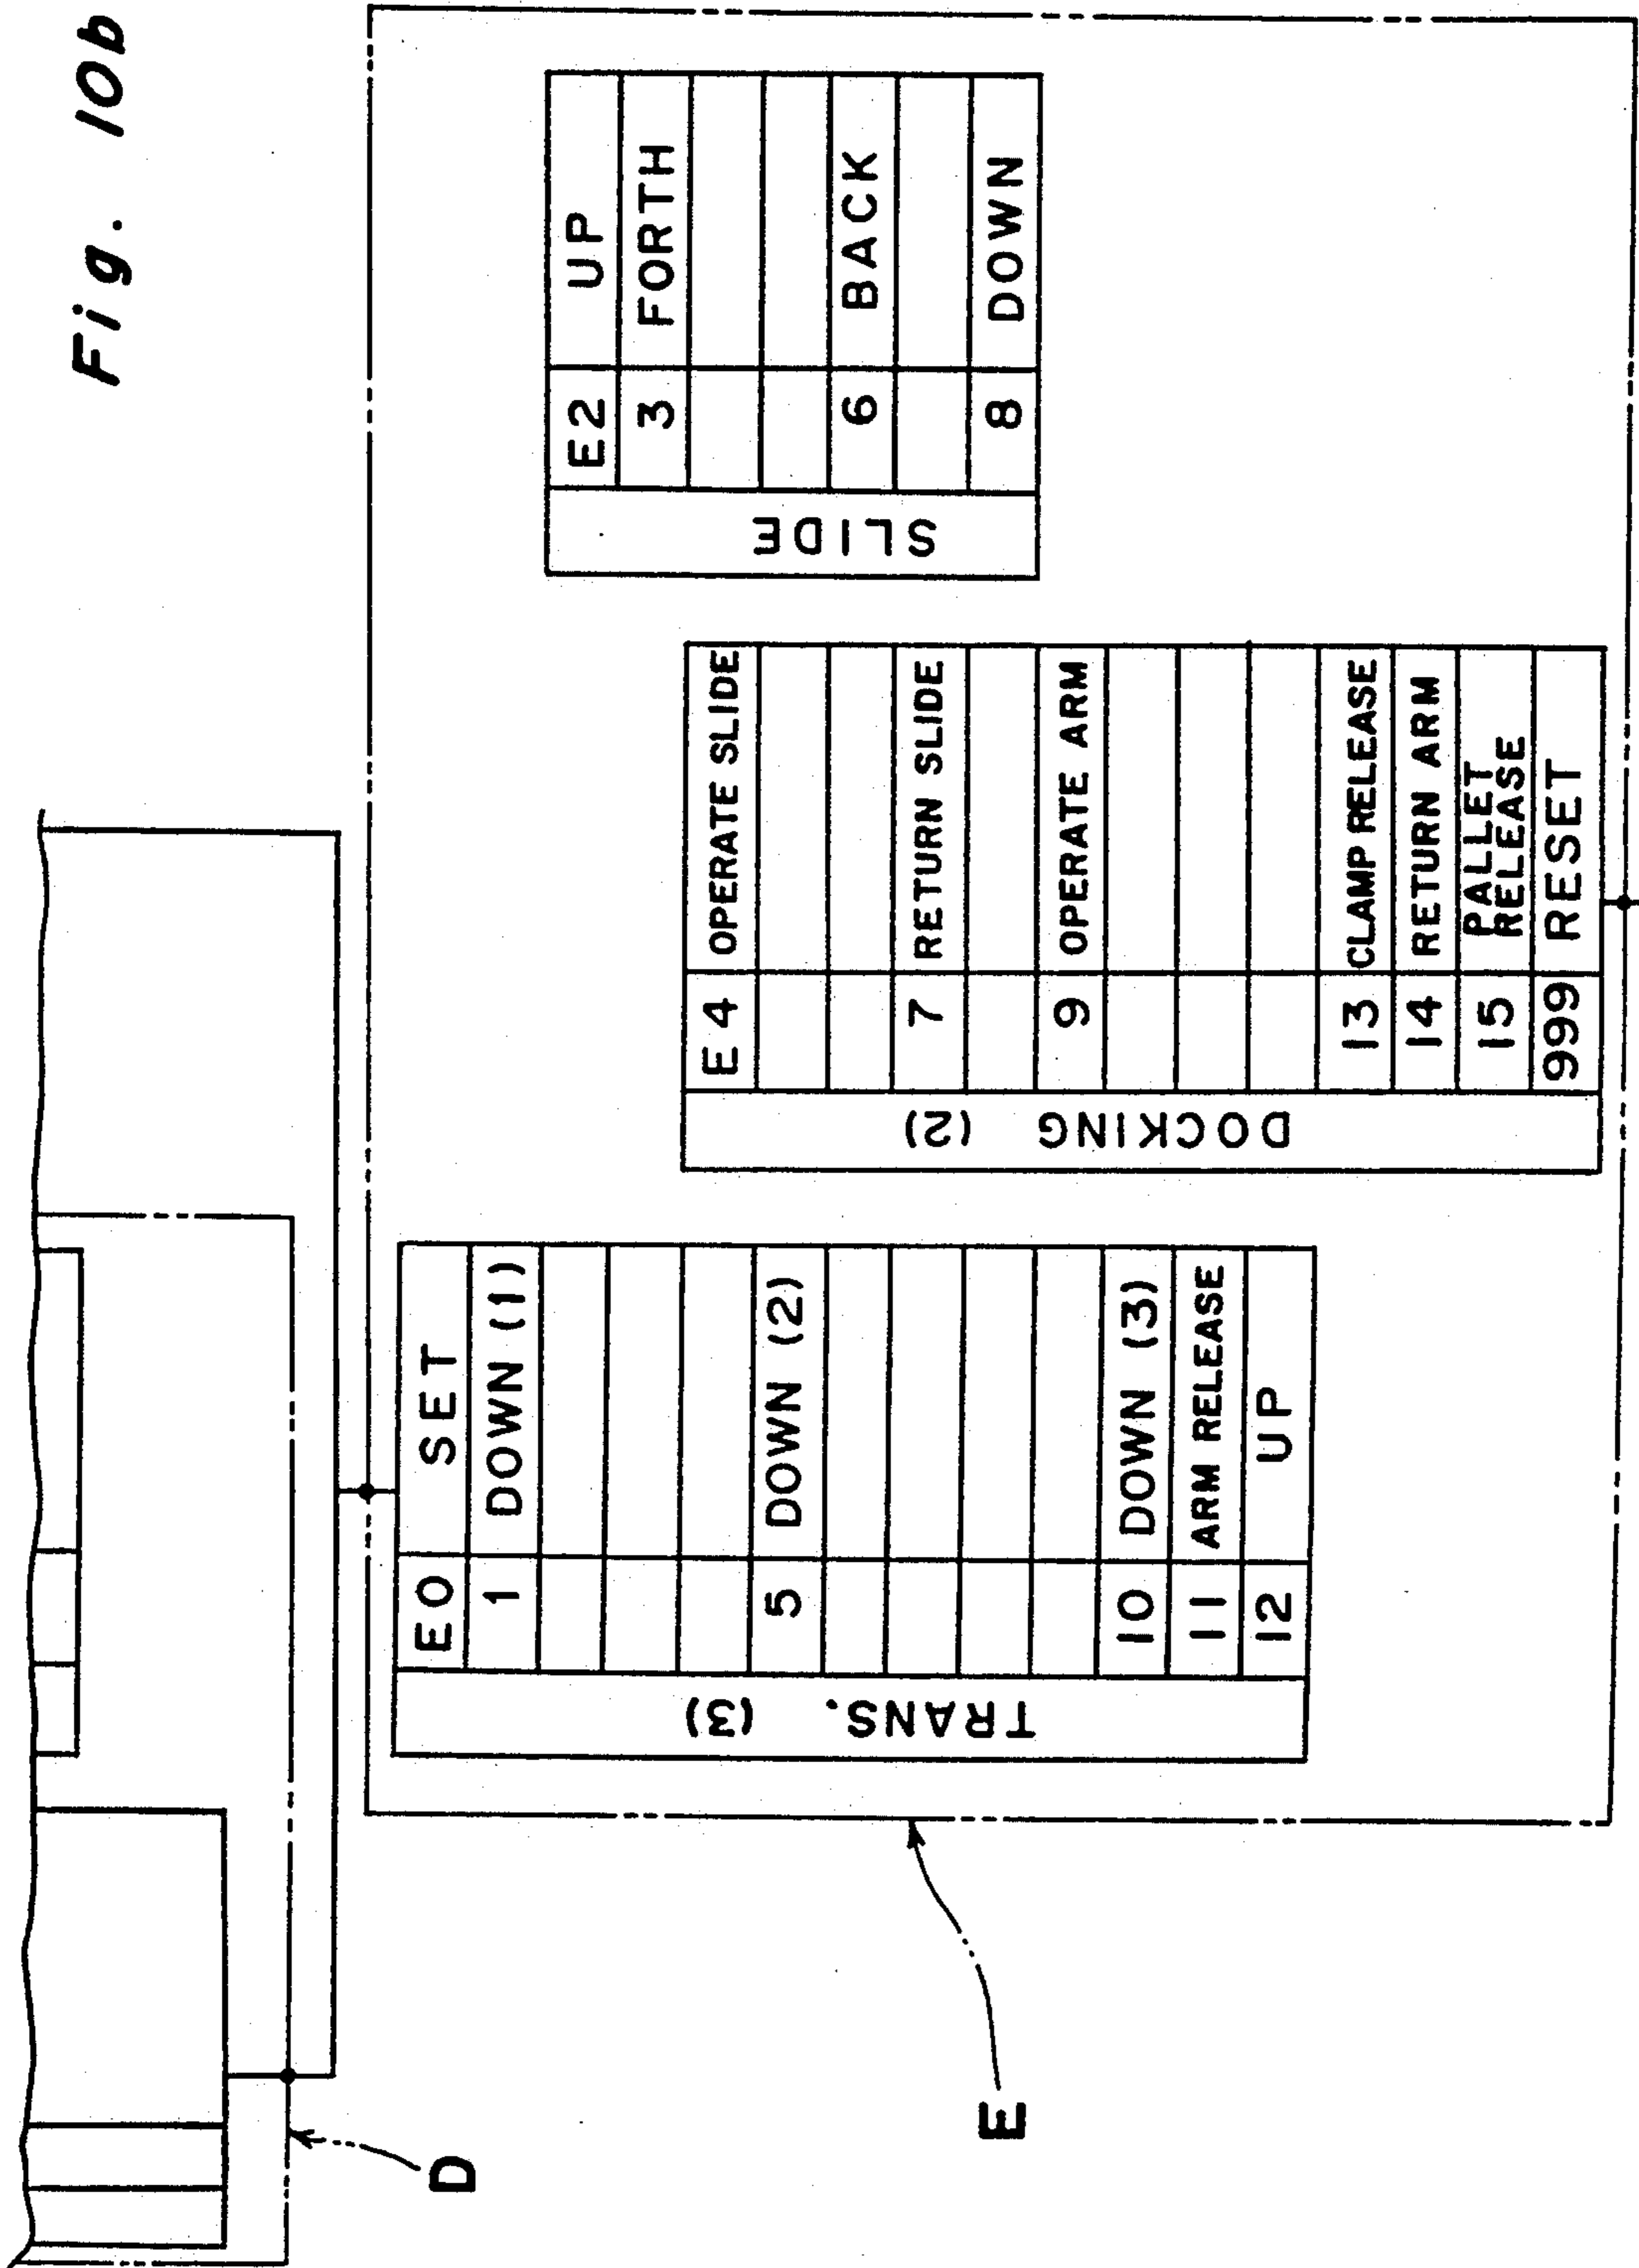 Fig. 10b
D
E
TRANS. (3)
E0 SET
1 DOWN (1)
5 DOWN (2)
10 DOWN (3)
11 ARM RELEASE
12 UP
DOCKING (2)
E4 OPERATE SLIDE
7 RETURN SLIDE
9 OPERATE ARM
13 CLAMP RELEASE
14 RETURN ARM
15 PALLET
RELEASE
999 RESET
SLIDE
E2 UP
3 FORTH
6 BACK
8 DOWN